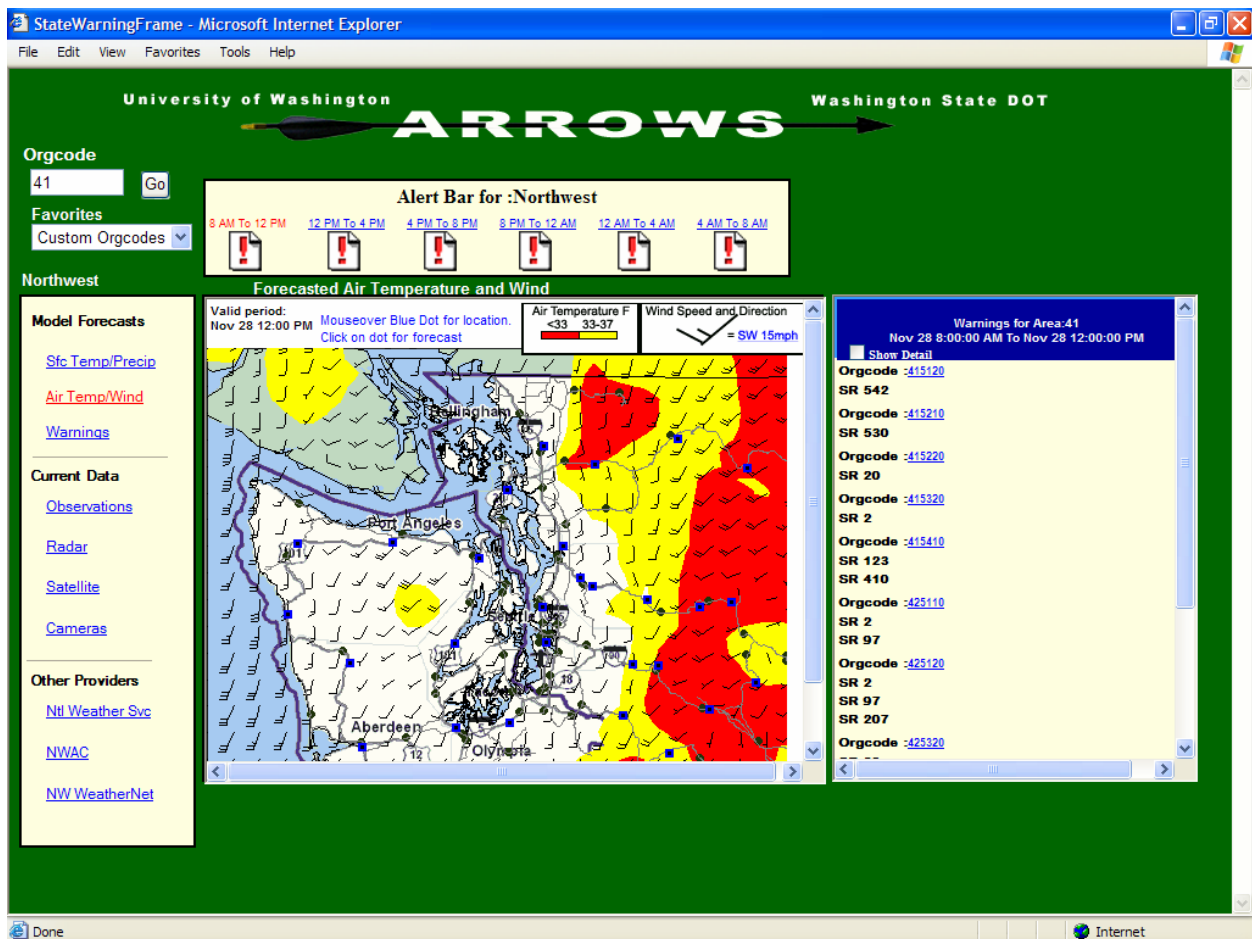 StateWarningFrame - Microsoft Internet Explorer
File Edit View Favorites Tools Help
University of Washington
ARROWS
Washington State DOT
Orgcode
41
Go
Favorites
Custom Orgcodes
Northwest
Alert Bar for :Northwest
8 AM To 12 PM 12 PM To 4 PM 4 PM To 8 PM 8 PM To 12 AM 12 AM To 4 AM 4 AM To 8 AM
Forecasted Air Temperature and Wind
Model Forecasts
Sfc Temp/Precip
Air Temp/Wind
Warnings
Current Data
Observations
Radar
Satellite
Cameras
Other Providers
Ntl Weather Svc
NWAC
NW WeatherNet
Valid period:
Nov 28 12:00 PM
Mouseover Blue Dot for location.
Click on dot for forecast
Air Temperature F
<33 33-37
Wind Speed and Direction
= SW 15mph
Bellingham
Port Angeles
101
Seattle
101
18
Aberdeen
12
Olympia
Warnings for Area:41
Nov 28 8:00:00 AM To Nov 28 12:00:00 PM
Show Detail
Orgcode :415120
SR 542
Orgcode :415210
SR 530
Orgcode :415220
SR 20
Orgcode :415320
SR 2
Orgcode :415410
SR 123
SR 410
Orgcode :425110
SR 2
SR 97
Orgcode :425120
SR 2
SR 97
SR 207
Orgcode :425320
Done
Internet